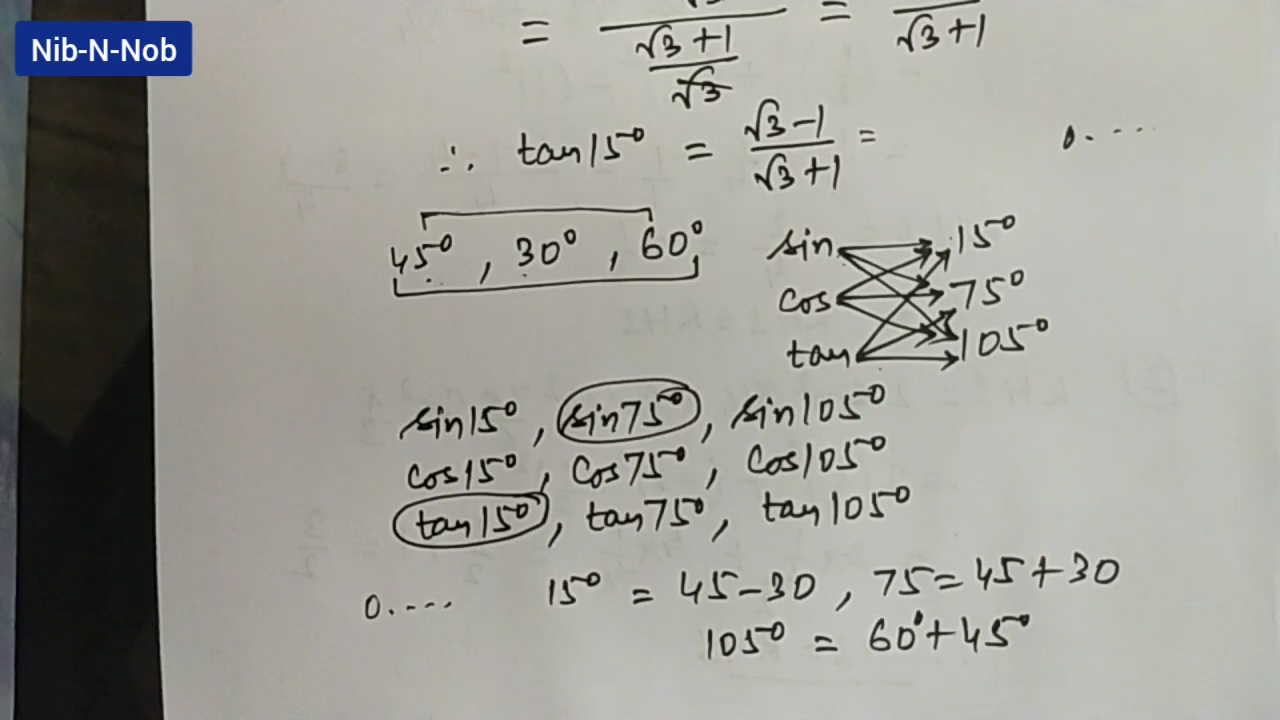 Nib-N-Nob
= √3+1/√3 = √3+1
∴ tan15° = √3-1/√3+1 = 0....
45°, 30°, 60°
sin 15°
cos 75°
tan 105°
sin15°, sin75°, sin105°
cos15°, cos75°, cos105°
tan15°, tan75°, tan105°
0.... 15° = 45-30, 75=45+30
105° = 60°+45°